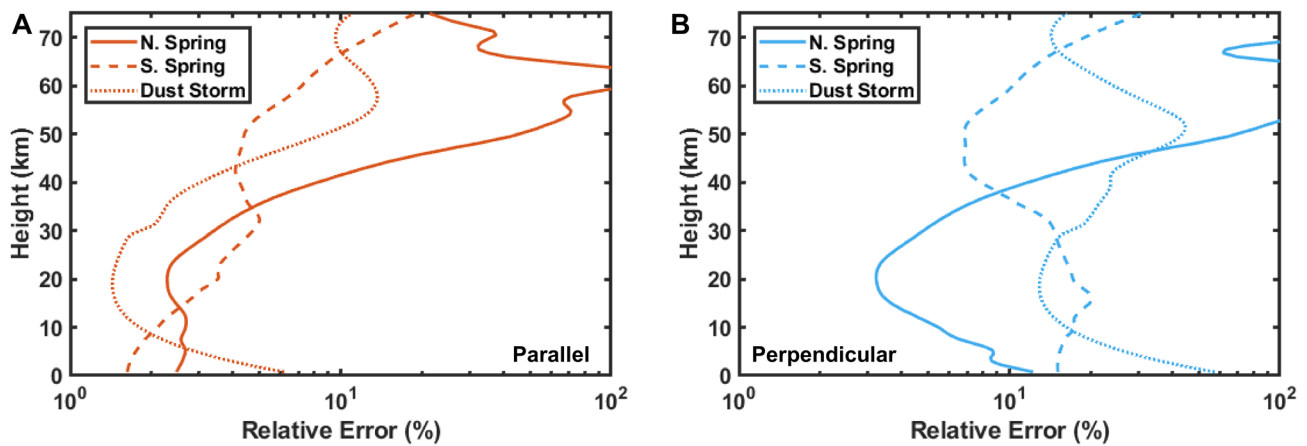 A
N. Spring
S. Spring
Dust Storm
Parallel
Height (km)
70
60
50
40
30
20
10
0
10^0
10^1
10^2
Relative Error (%)
B
N. Spring
S. Spring
Dust Storm
Perpendicular
Height (km)
70
60
50
40
30
20
10
0
10^0
10^1
10^2
Relative Error (%)